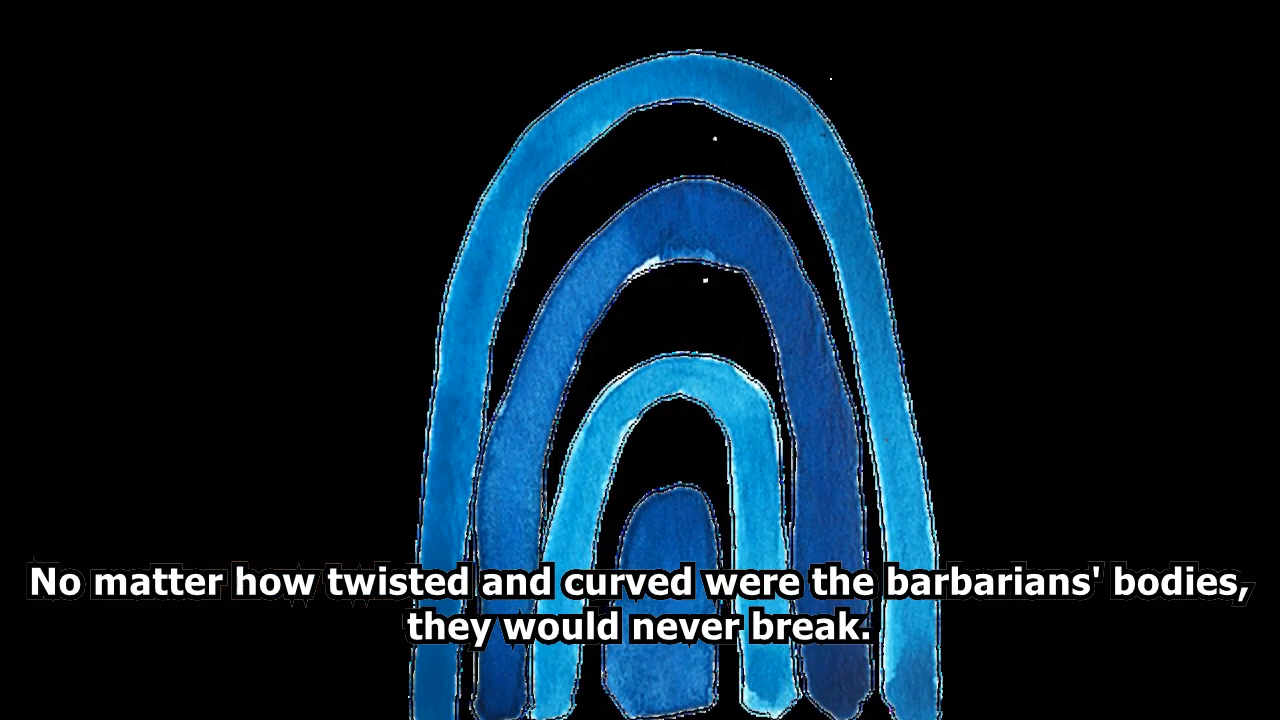 No matter how twisted and curved were the barbarians' bodies,
they would never break.